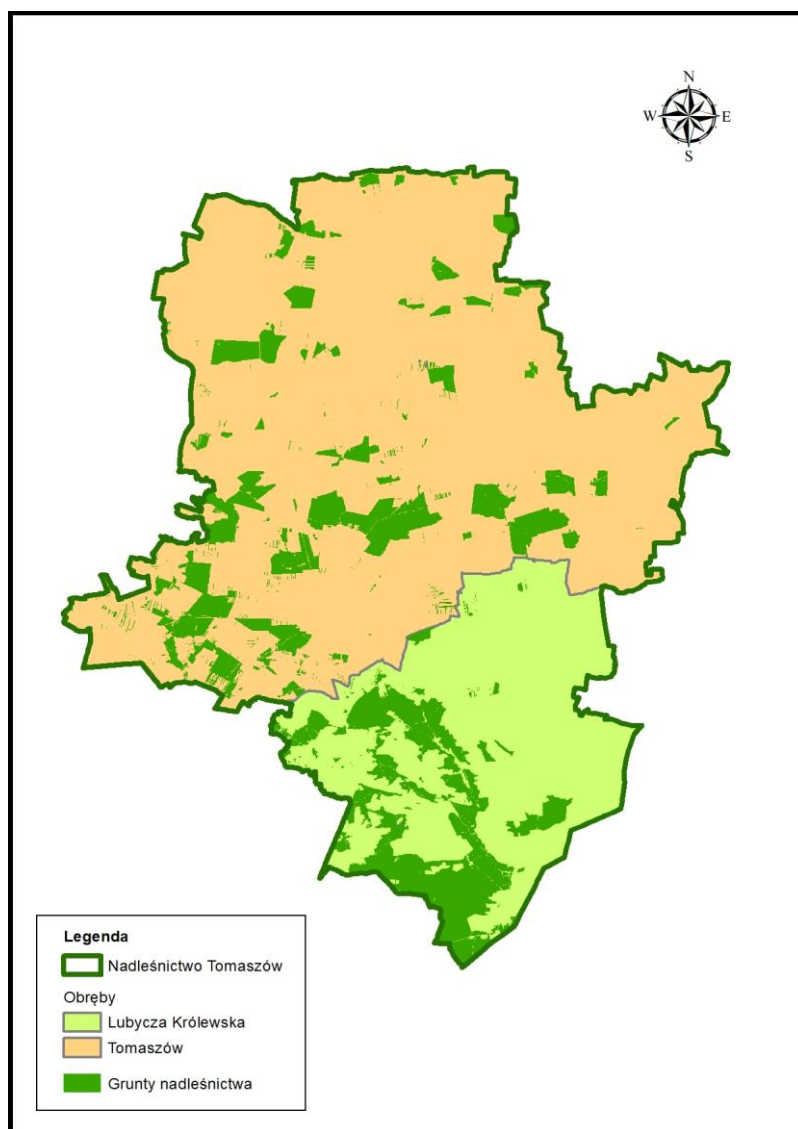 N
W E
S
Legenda
Nadleśnictwo Tomaszów
Obręby
Lubycza Królewska
Tomaszów
Grunty nadleśnictwa